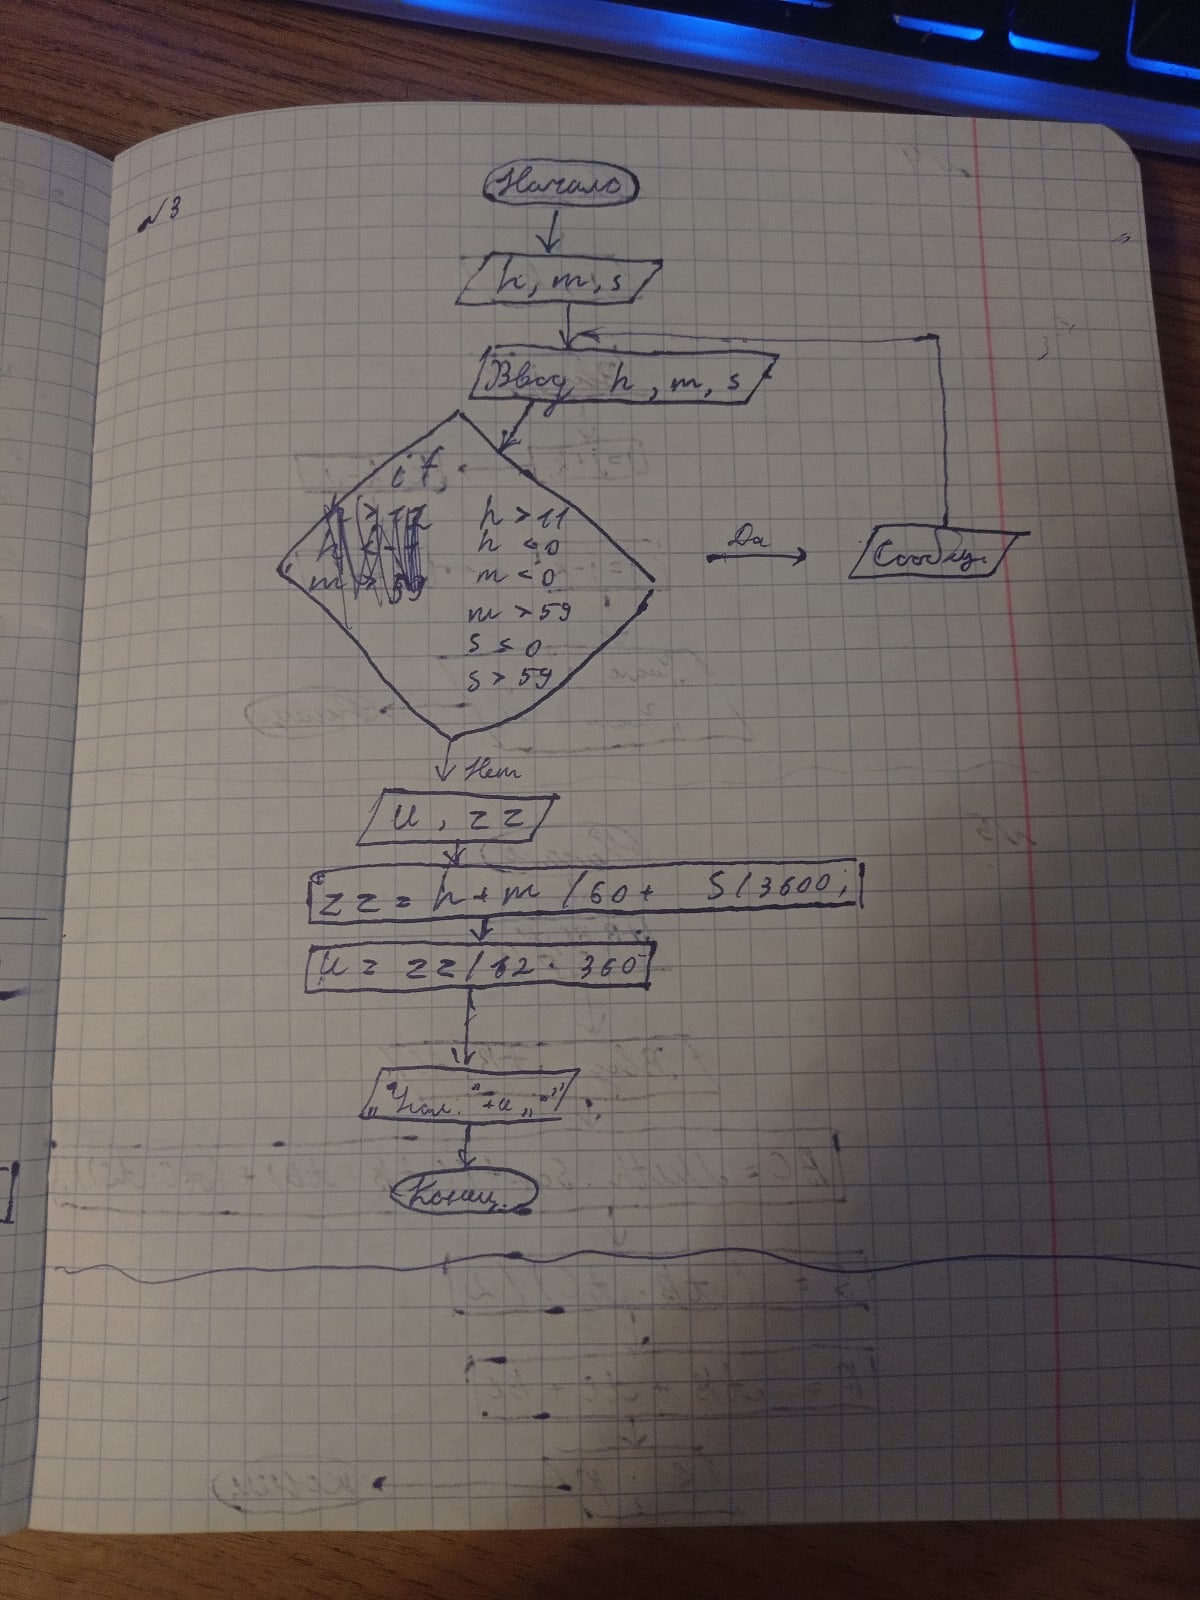 №3
Начало
h, m, s
Ввод h, m, s
if
h > 11
h < 0
m < 0
m > 59
s ≤ 0
s > 59
Да
Сообщ.
Нет
u, zz
zz = h + m / 60 + s / 3600;
u = zz / 12 · 360
Конец